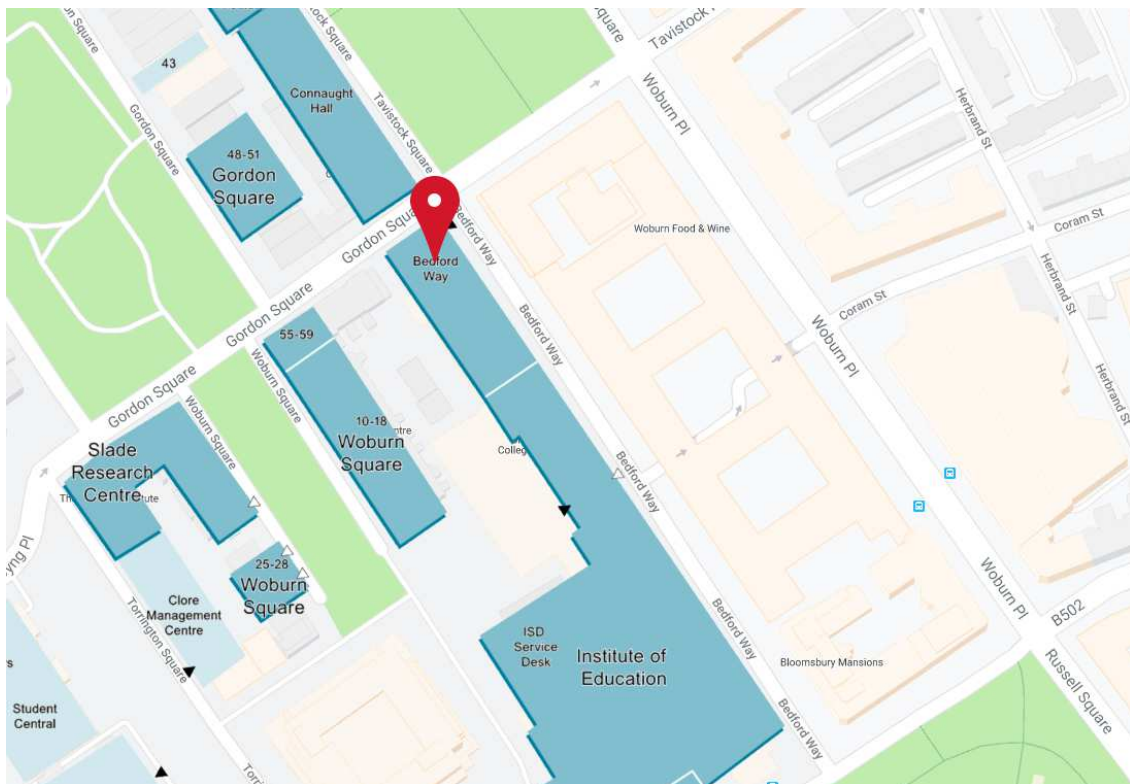 43
Connaught
Hall
48-51
Gordon
Square
Gordon Square
Gordon Square
Tavistock Square
Woburn Pl
Herbrand St
Coram St
Woburn Food & Wine
Bedford
Way
Bedford Way
Gordon Square
Bedford Way
Coram St
Herbrand St
Woburn Pl
Herbrand St
Gordon Square
55-59
Woburn Square
Gordon Square
Woburn Square
10-18
Woburn
Square
Bedford Way
Slade
Research
Centre
25-28
Woburn
Square
Clore
Management
Centre
Torrington Square
ISD
Service
Desk
Institute of
Education
Bedford Way
Bloomsbury Mansions
Woburn Pl
B502
Russell Square
Student
Central
Bedford Way